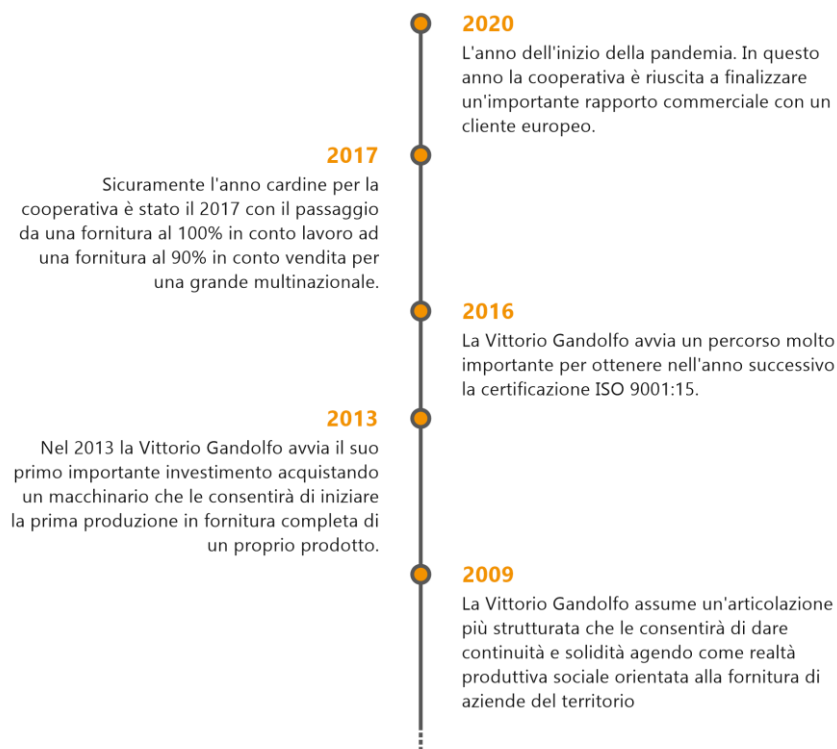 2020
L'anno dell'inizio della pandemia. In questo
anno la cooperativa è riuscita a finalizzare
un'importante rapporto commerciale con un
cliente europeo.
2017
Sicuramente l'anno cardine per la
cooperativa è stato il 2017 con il passaggio
da una fornitura al 100% in conto lavoro ad
una fornitura al 90% in conto vendita per
una grande multinazionale.
2016
La Vittorio Gandolfo avvia un percorso molto
importante per ottenere nell'anno successivo
la certificazione ISO 9001:15.
2013
Nel 2013 la Vittorio Gandolfo avvia il suo
primo importante investimento acquistando
un macchinario che le consentirà di iniziare
la prima produzione in fornitura completa di
un proprio prodotto.
2009
La Vittorio Gandolfo assume un'articolazione
più strutturata che le consentirà di dare
continuità e solidità agendo come realtà
produttiva sociale orientata alla fornitura di
aziende del territorio